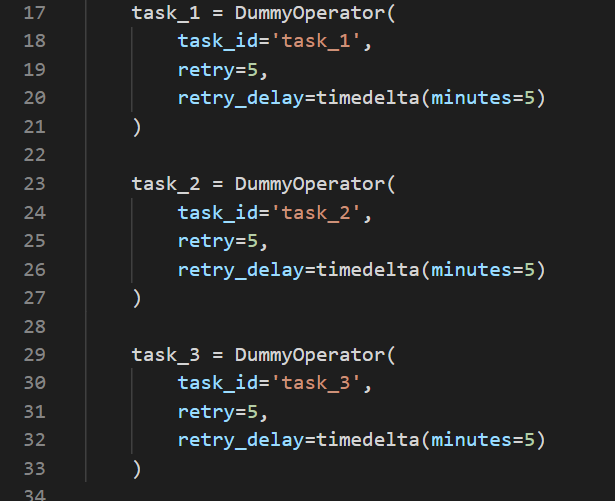 17 task_1 = DummyOperator(
18 task_id='task_1',
19 retry=5,
20 retry_delay=timedelta(minutes=5)
21 )
22
23 task_2 = DummyOperator(
24 task_id='task_2',
25 retry=5,
26 retry_delay=timedelta(minutes=5)
27 )
28
29 task_3 = DummyOperator(
30 task_id='task_3',
31 retry=5,
32 retry_delay=timedelta(minutes=5)
33 )
34